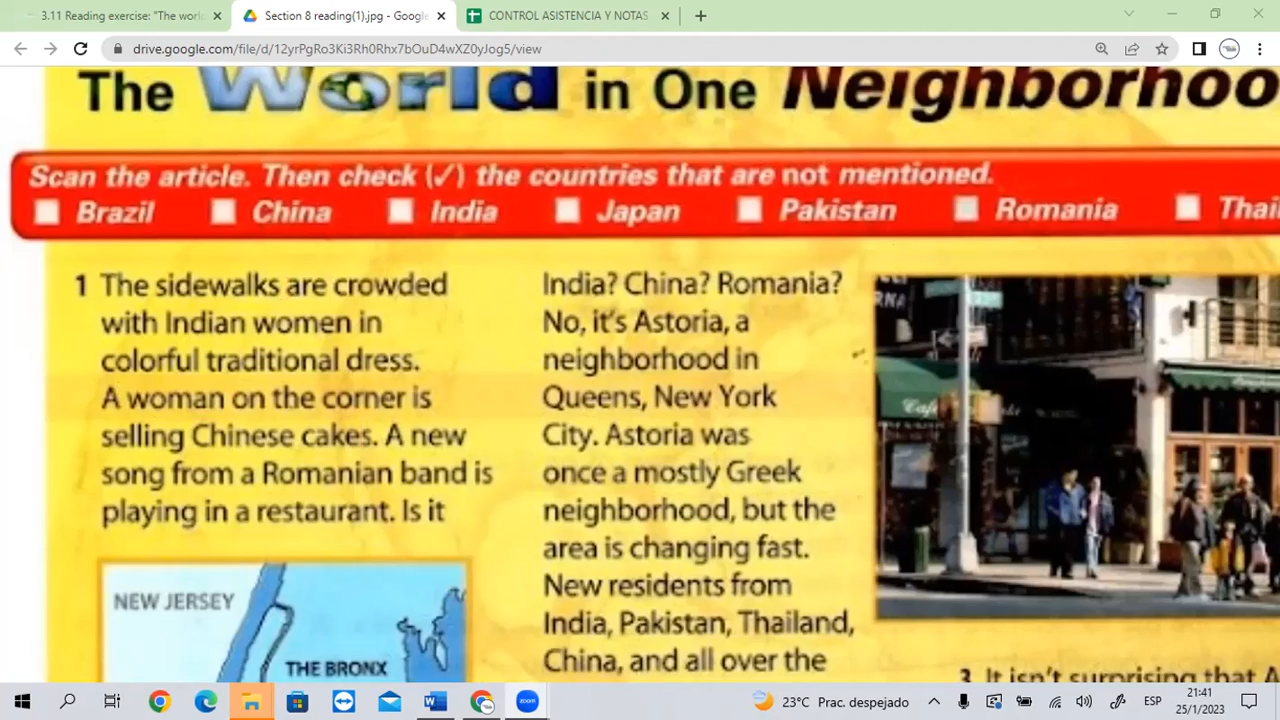 3.11 Reading exercise: "The worl
Section 8 reading(1).jpg - Google
CONTROL ASISTENCIA Y NOTAS
drive.google.com/file/d/12yrPgRo3Ki3Rh0Rhx7bOuD4wXZ0yJog5/view
The World in One Neighborhoo
Scan the article. Then check (✓) the countries that are not mentioned.
Brazil China India Japan Pakistan Romania Thai
1 The sidewalks are crowded
with Indian women in
colorful traditional dress.
A woman on the corner is
selling Chinese cakes. A new
song from a Romanian band is
playing in a restaurant. Is it
India? China? Romania?
No, it's Astoria, a
neighborhood in
Queens, New York
City. Astoria was
once a mostly Greek
neighborhood, but the
area is changing fast.
New residents from
India, Pakistan, Thailand,
China, and all over the
NEW JERSEY
THE BRONX
3 It isn't surprising that A
23°C Prac. despejado
ESP
21:41
25/1/2023